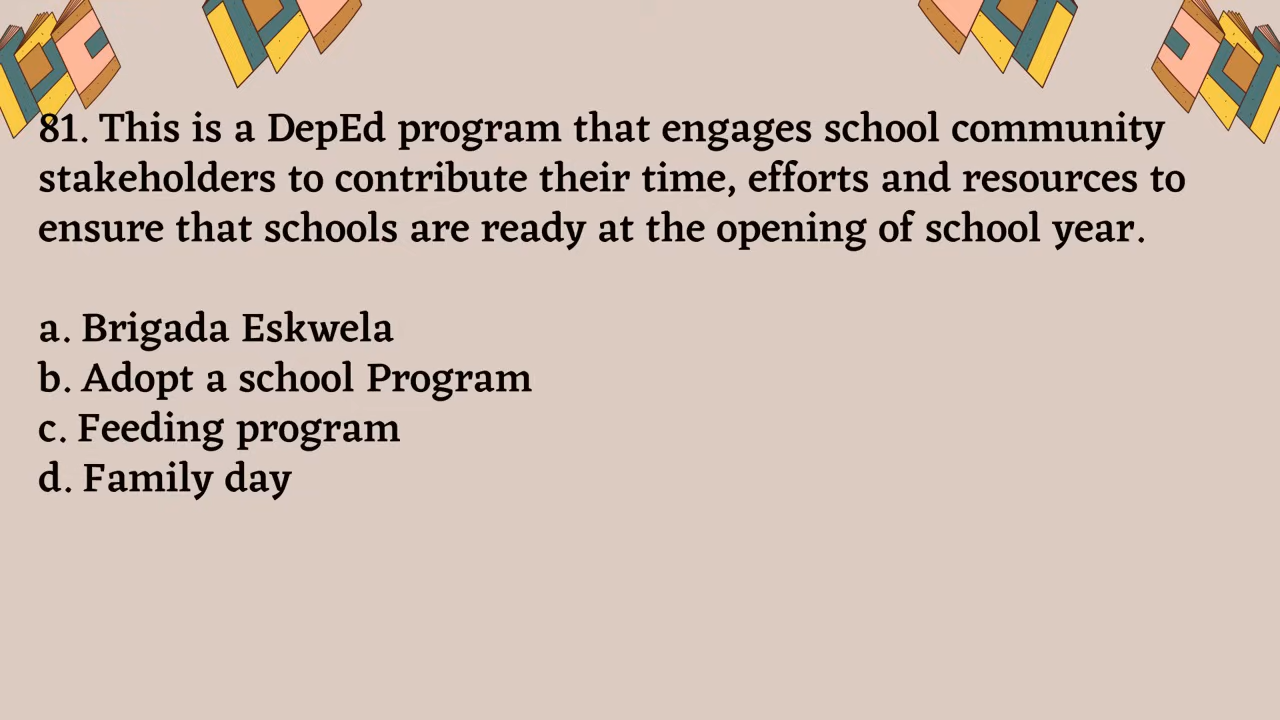 81. This is a DepEd program that engages school community
stakeholders to contribute their time, efforts and resources to
ensure that schools are ready at the opening of school year.
a. Brigada Eskwela
b. Adopt a school Program
c. Feeding program
d. Family day